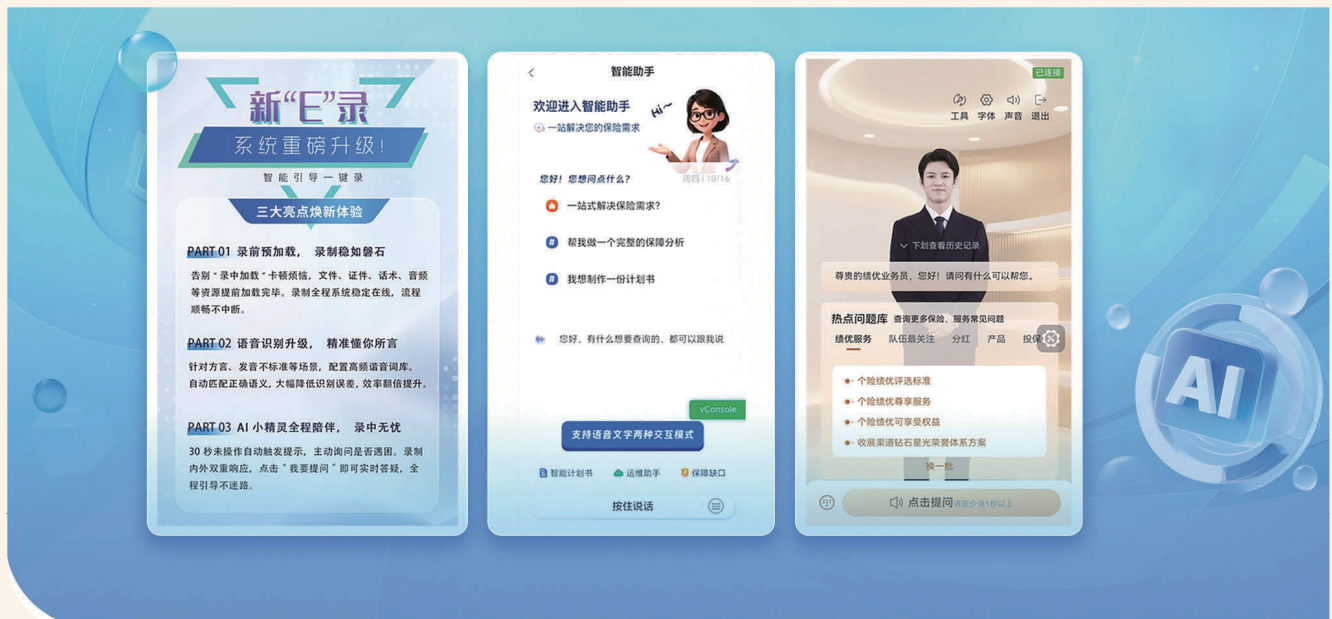 新“E”录
系统重磅升级!
智能引导一键录
三大亮点焕新体验
PART 01 录前预加载， 录制稳如磐石
告别“录中加载”卡顿烦恼，文件、证件、话术、音频
等资源提前加载完毕。录制全程系统稳定在线，流程
顺畅不中断。
PART 02 语音识别升级， 精准懂你所言
针对方言、发音不标准等场景，配置高频谐音词库。
自动匹配正确语义，大幅降低识别误差，效率翻倍提升。
PART 03 AI 小精灵全程陪伴， 录中无忧
30 秒未操作自动触发提示，主动询问是否遇困。录制
内外双重响应，点击“我要提问”即可实时答疑，全
程引导不迷路。
智能助手
欢迎进入智能助手
Hi~
一站解决您的保险需求
您好！您想问点什么?
周四 | 10/16
一站式解决保险需求?
# 帮我做一个完整的保障分析
# 我想制作一份计划书
您好，有什么想要查询的，都可以跟我说
vConsole
支持语音文字两种交互模式
智能计划书 运维助手 保障缺口
按住说话
已连接
工具 字体 声音 退出
下划查看历史记录
尊贵的绩优业务员，您好！请问有什么可以帮您。
热点问题库 查询更多保险、服务常见问题
绩优服务 队伍最关注 分红 产品 投保
个险绩优评选标准
个险绩优尊享服务
个险绩优可享受权益
收展渠道钻石星光荣誉体系方案
换一批
点击提问 请至少说1秒以上
AI